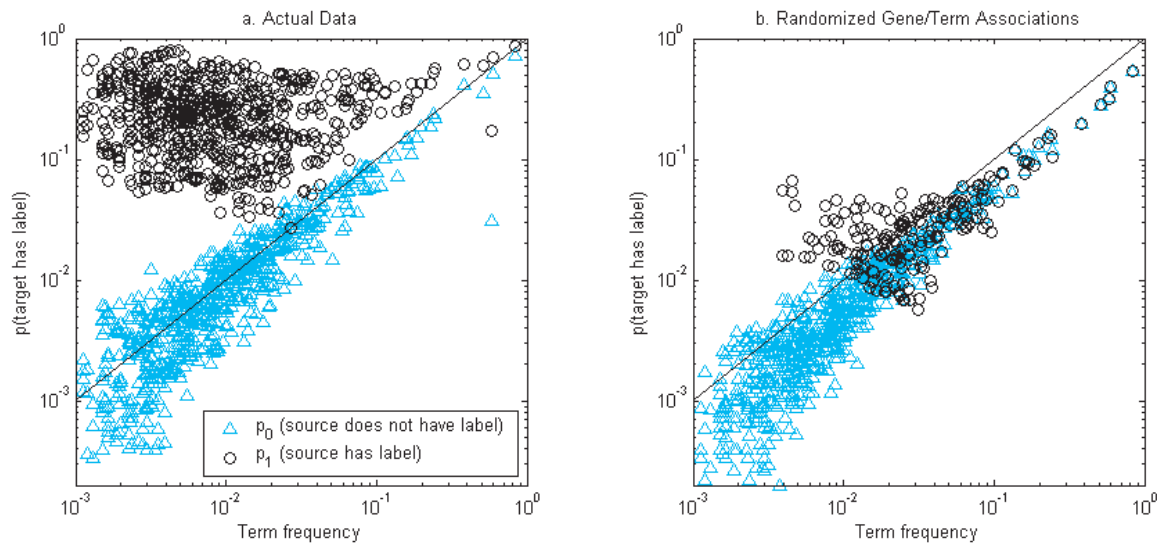 a. Actual Data
10^0
10^-1
10^-2
10^-3
p(target has label)
p_0 (source does not have label)
p_1 (source has label)
10^-3
10^-2
10^-1
10^0
Term frequency
b. Randomized Gene/Term Associations
10^0
10^-1
10^-2
10^-3
p(target has label)
10^-3
10^-2
10^-1
10^0
Term frequency